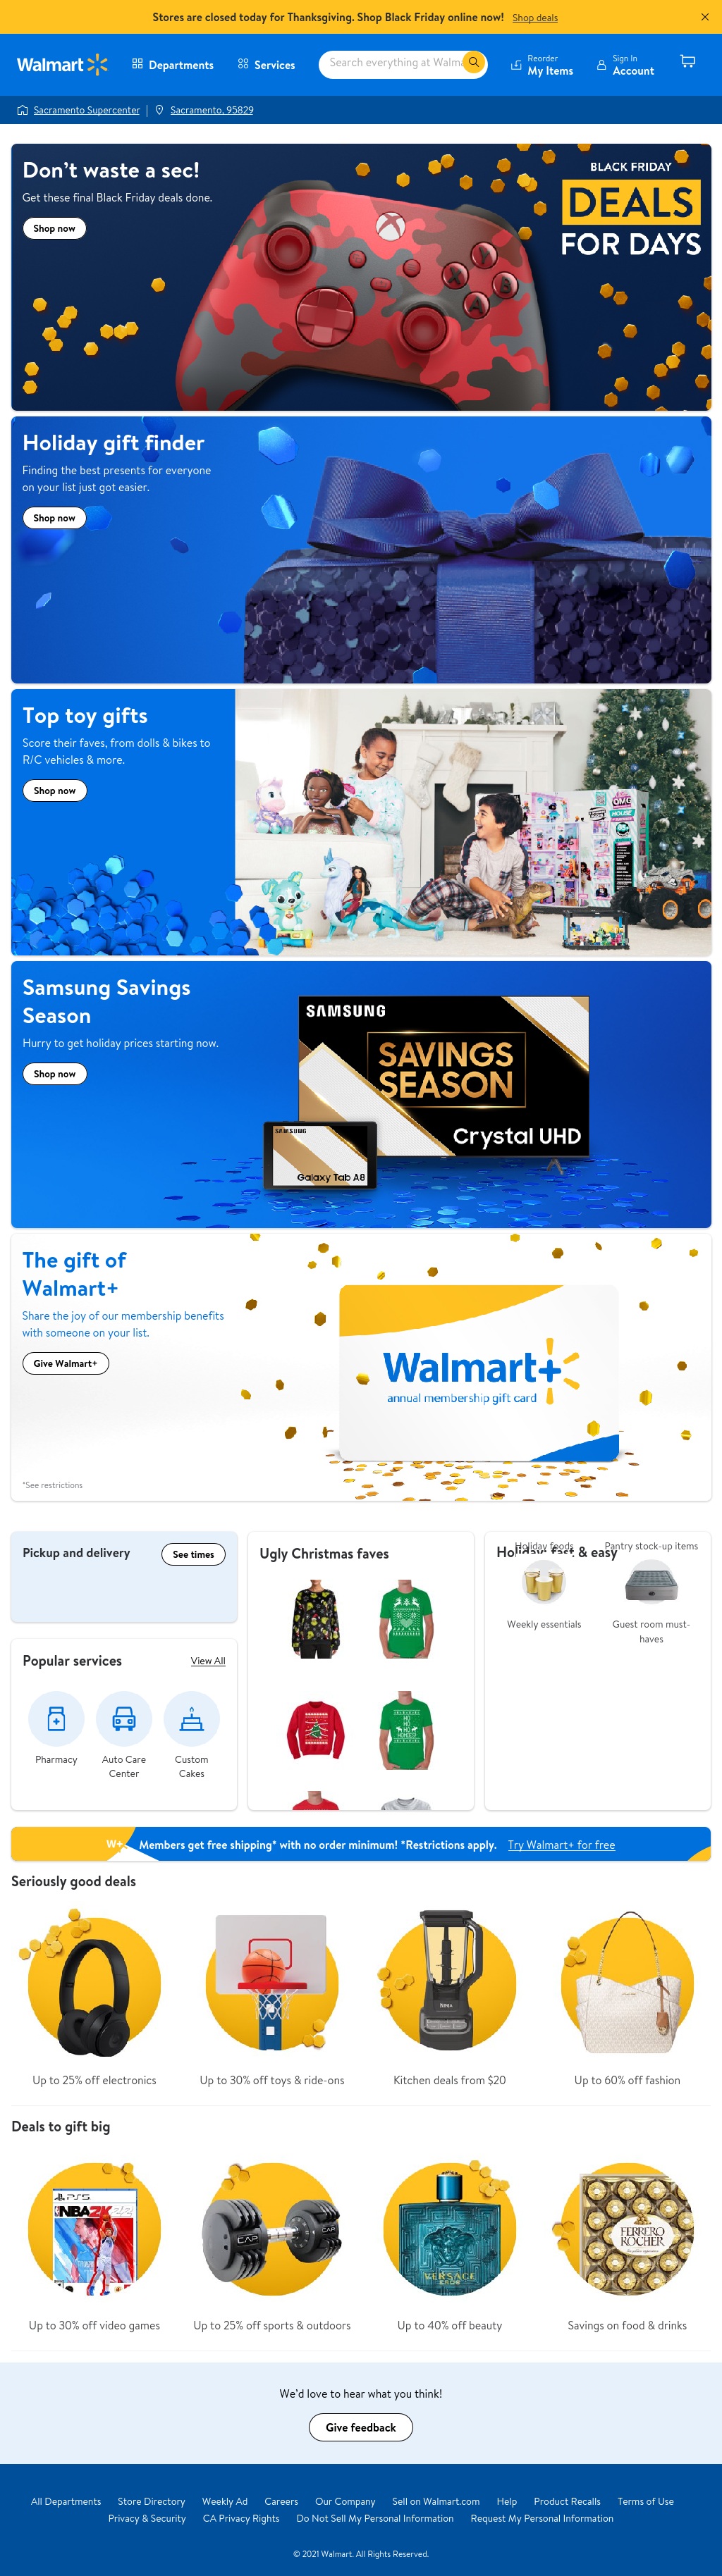 Stores are closed today for Thanksgiving. Shop Black Friday online now! Shop deals
Walmart
Departments
Services
Search everything at Walm
Reorder
My Items
Sign In
Account
Sacramento Supercenter | Sacramento, 95829
Don’t waste a sec!
Get these final Black Friday deals done.
Shop now
BLACK FRIDAY
DEALS
FOR DAYS
X
Y
B
A
Holiday gift finder
Finding the best presents for everyone
on your list just got easier.
Shop now
Top toy gifts
Score their faves, from dolls & bikes to
R/C vehicles & more.
Shop now
Samsung Savings
Season
Hurry to get holiday prices starting now.
Shop now
SAMSUNG
SAVINGS
SEASON
Crystal UHD
SAMSUNG
Galaxy Tab A8
The gift of
Walmart+
Share the joy of our membership benefits
with someone on your list.
Give Walmart+
*See restrictions
Walmart+
annual membership gift card
Pickup and delivery
See times
Popular services
View All
Pharmacy
Auto Care
Center
Custom
Cakes
Ugly Christmas faves
Holiday: fast & easy
Holiday foods
Pantry stock-up items
Weekly essentials
Guest room must-
haves
W+
Members get free shipping* with no order minimum! *Restrictions apply. Try Walmart+ for free
Seriously good deals
NINJA
Up to 25% off electronics
Up to 30% off toys & ride-ons
Kitchen deals from $20
Up to 60% off fashion
Deals to gift big
PS5
NBA 2K22
CAP
CAP
VERSACE
EROS
FERRERO
ROCHER
Up to 30% off video games
Up to 25% off sports & outdoors
Up to 40% off beauty
Savings on food & drinks
We’d love to hear what you think!
Give feedback
All Departments Store Directory Weekly Ad Careers Our Company Sell on Walmart.com Help Product Recalls Terms of Use
Privacy & Security CA Privacy Rights Do Not Sell My Personal Information Request My Personal Information
© 2021 Walmart. All Rights Reserved.